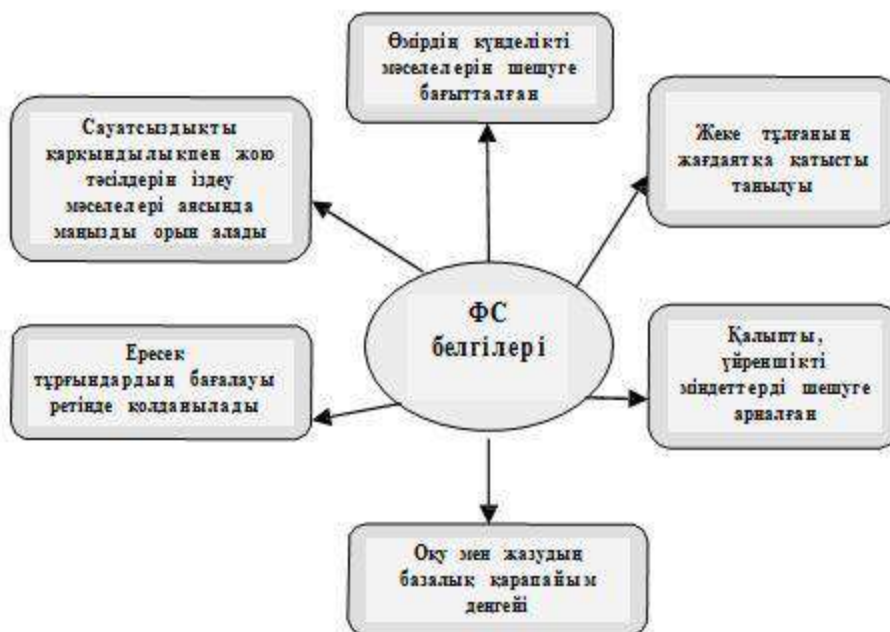 Өмірдің күнделікті
мәселелерін шешуге
бағытталған
Сауатсыздықты
қарқындылықпен жою
тәсілдерін іздеу
мәселелері аясында
маңызды орын алады
Жеке тұлғаның
жағдаятқа қатысты
танылуы
ФС
белгілері
Ересек
тұрғындардың бағалауы
ретінде қолданылады
Қалыпты,
үйреншікті
міндеттерді шешуге
арналған
Оқу мен жазудың
базалық қарапайым
деңгейі